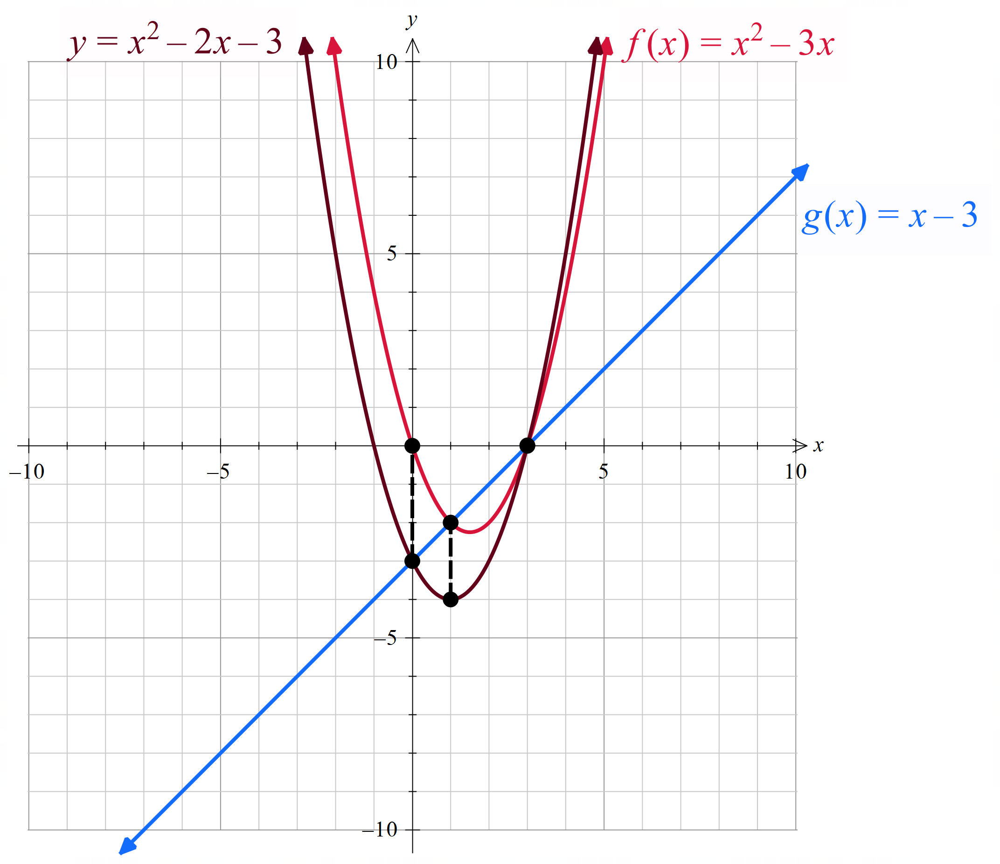 y
y = x² – 2x – 3
f(x) = x² – 3x
10
g(x) = x – 3
5
x
–10
–5
5
10
–5
–10